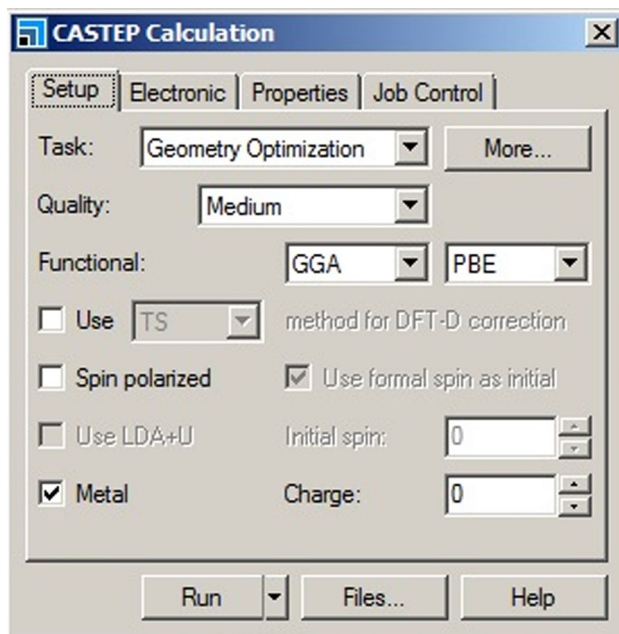 CASTEP Calculation
Setup Electronic Properties Job Control
Task: Geometry Optimization More...
Quality: Medium
Functional: GGA PBE
Use TS method for DFT-D correction
Spin polarized Use formal spin as initial
Use LDA+U Initial spin: 0
Metal Charge: 0
Run Files... Help